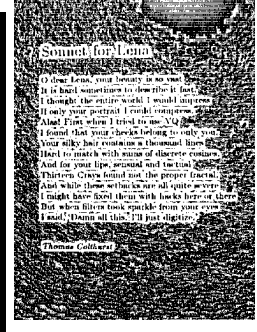 Sonnet for Lena
O dear Lena, your beauty is so vast
It is hard sometimes to describe it fast.
I thought the entire world I would impress
If only your portrait I could compress.
Alas! First when I tried to use VQ
I found that your cheeks belong to only you.
Your silky hair contains a thousand lines
Hard to match with sums of discrete cosines.
And for your lips, sensual and tactual
Thirteen Crays found not the proper fractal.
And while these setbacks are all quite severe
I might have fixed them with hacks here or there
But when filters took sparkle from your eyes
I said, "Damn all this. I'll just digitize."
Thomas Colthurst